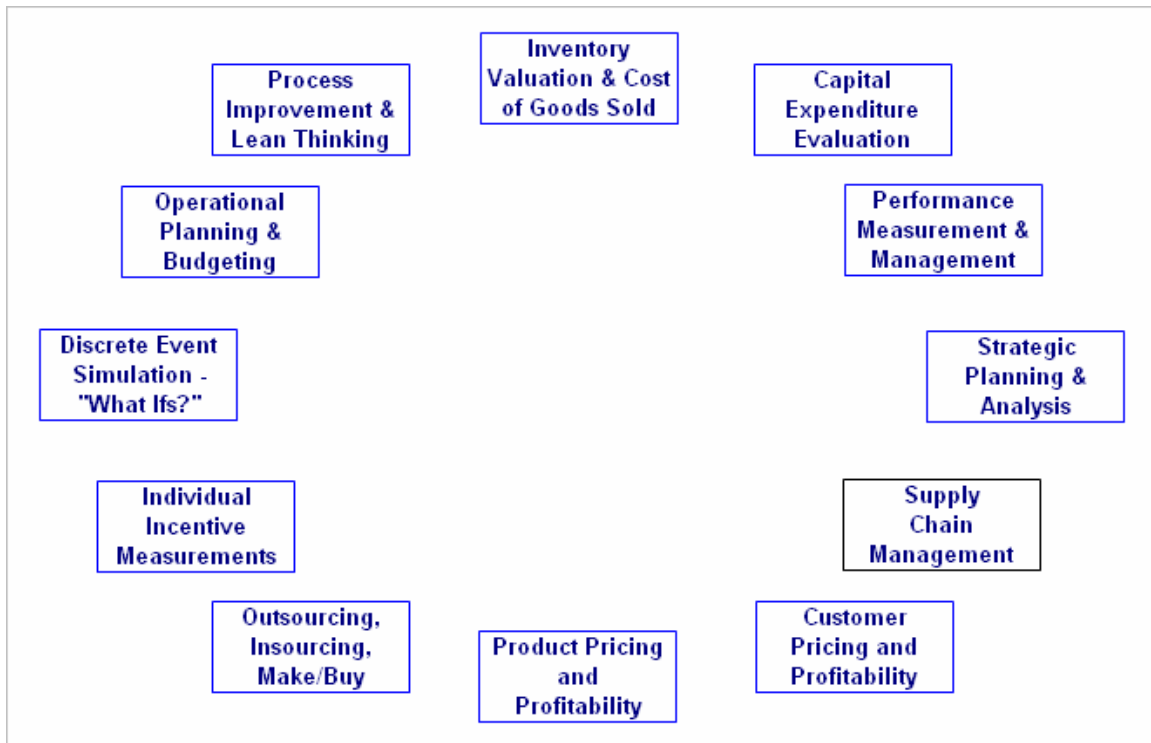 Inventory
Valuation & Cost
of Goods Sold
Process
Improvement &
Lean Thinking
Capital
Expenditure
Evaluation
Operational
Planning &
Budgeting
Performance
Measurement &
Management
Discrete Event
Simulation -
"What Ifs?"
Strategic
Planning &
Analysis
Individual
Incentive
Measurements
Supply
Chain
Management
Outsourcing,
Insourcing,
Make/Buy
Product Pricing
and
Profitability
Customer
Pricing and
Profitability